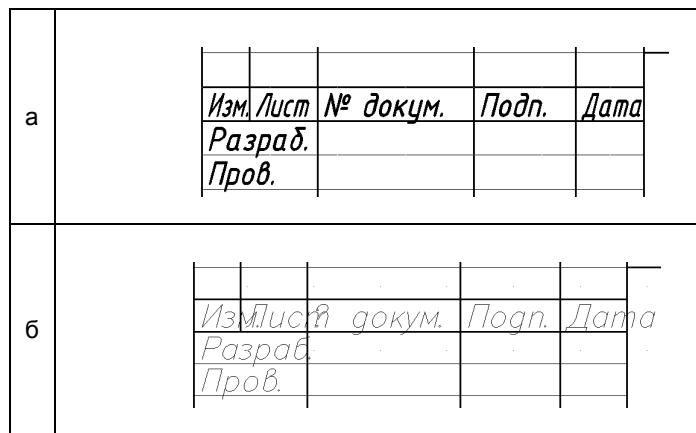 а
Изм. Лист № докум. Подп. Дата
Разраб.
Пров.
б
Изм. Лист ? докум. Подп. Дата
Разраб.
Пров.